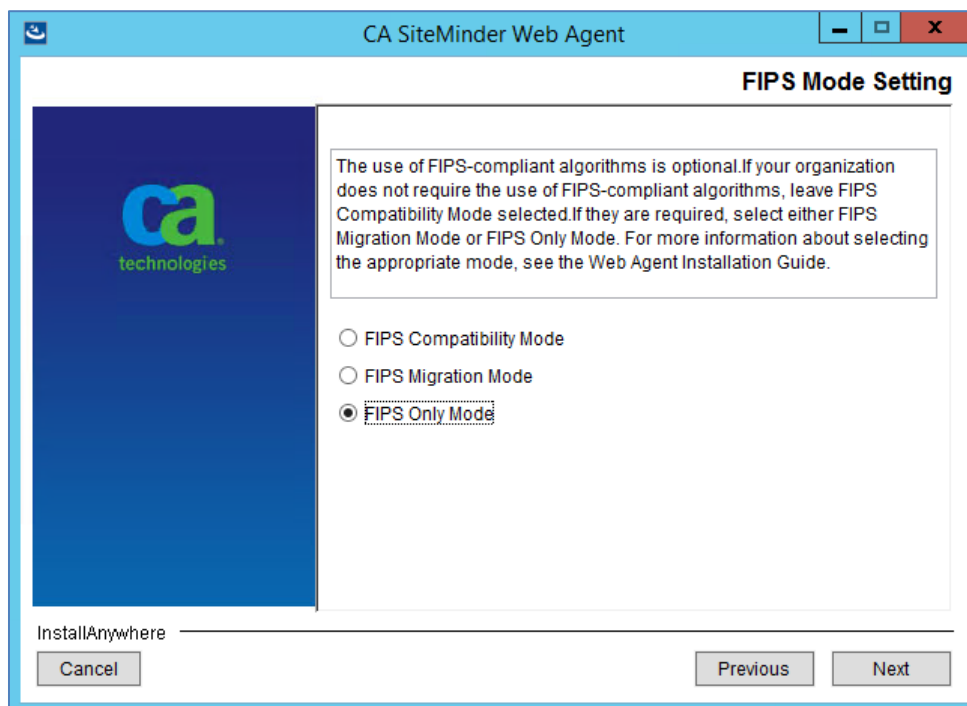 CA SiteMinder Web Agent
FIPS Mode Setting
ca
technologies
The use of FIPS-compliant algorithms is optional.If your organization
does not require the use of FIPS-compliant algorithms, leave FIPS
Compatibility Mode selected.If they are required, select either FIPS
Migration Mode or FIPS Only Mode. For more information about selecting
the appropriate mode, see the Web Agent Installation Guide.
FIPS Compatibility Mode
FIPS Migration Mode
FIPS Only Mode
InstallAnywhere
Cancel
Previous
Next